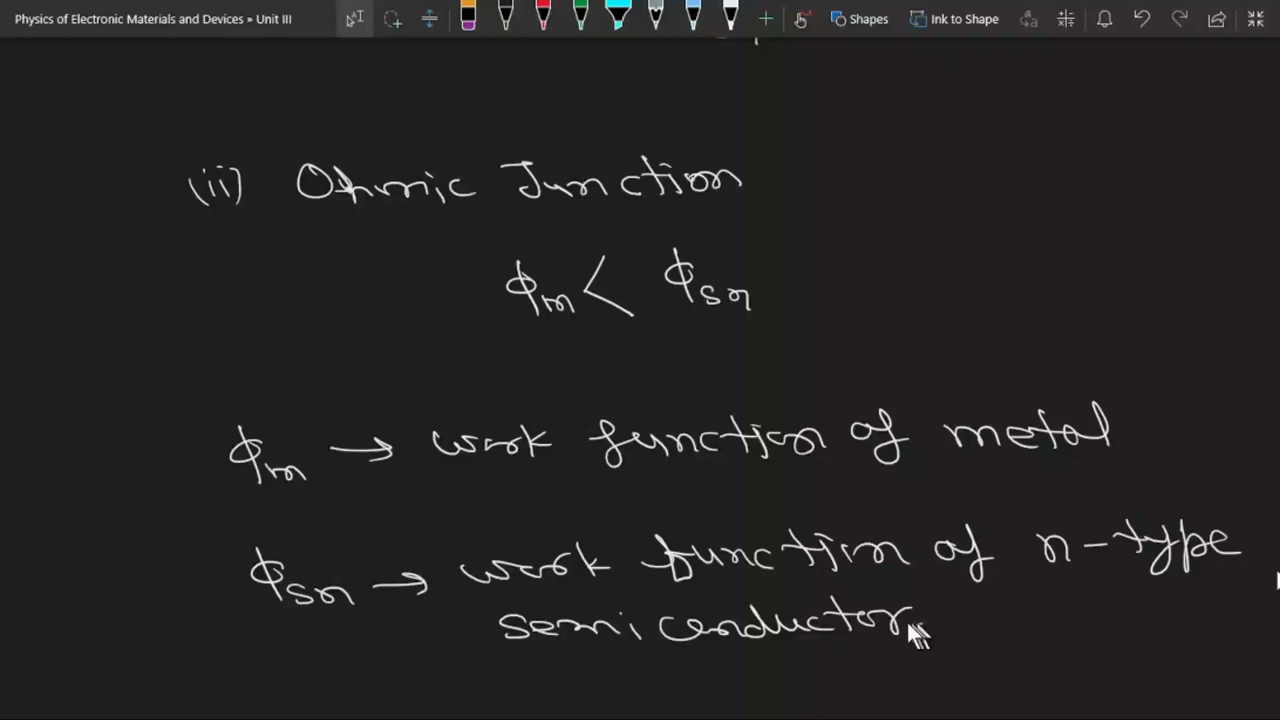 Physics of Electronic Materials and Devices » Unit III
Shapes
Ink to Shape
(ii) Ohmic Junction
ϕm < ϕsn
ϕm → work function of metal
ϕsn → work function of n-type
semiconductor